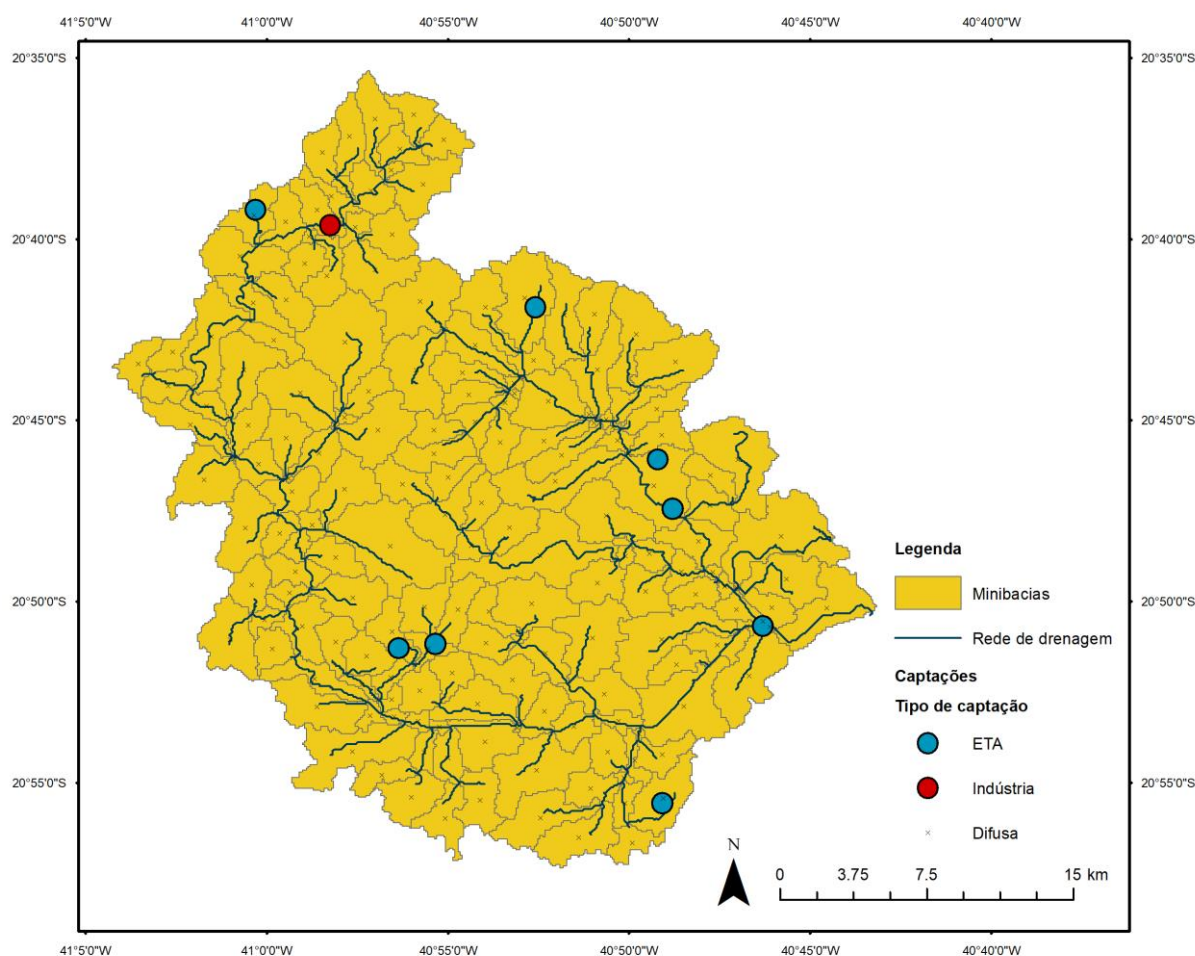 41°5'0"W 41°0'0"W 40°55'0"W 40°50'0"W 40°45'0"W 40°40'0"W
20°35'0"S 20°35'0"S
20°40'0"S 20°40'0"S
20°45'0"S 20°45'0"S
Legenda
Minibacias
20°50'0"S 20°50'0"S
Rede de drenagem
Captações
Tipo de captação
ETA
20°55'0"S 20°55'0"S
Indústria
Difusa
N
0 3.75 7.5 15 km
41°5'0"W 41°0'0"W 40°55'0"W 40°50'0"W 40°45'0"W 40°40'0"W